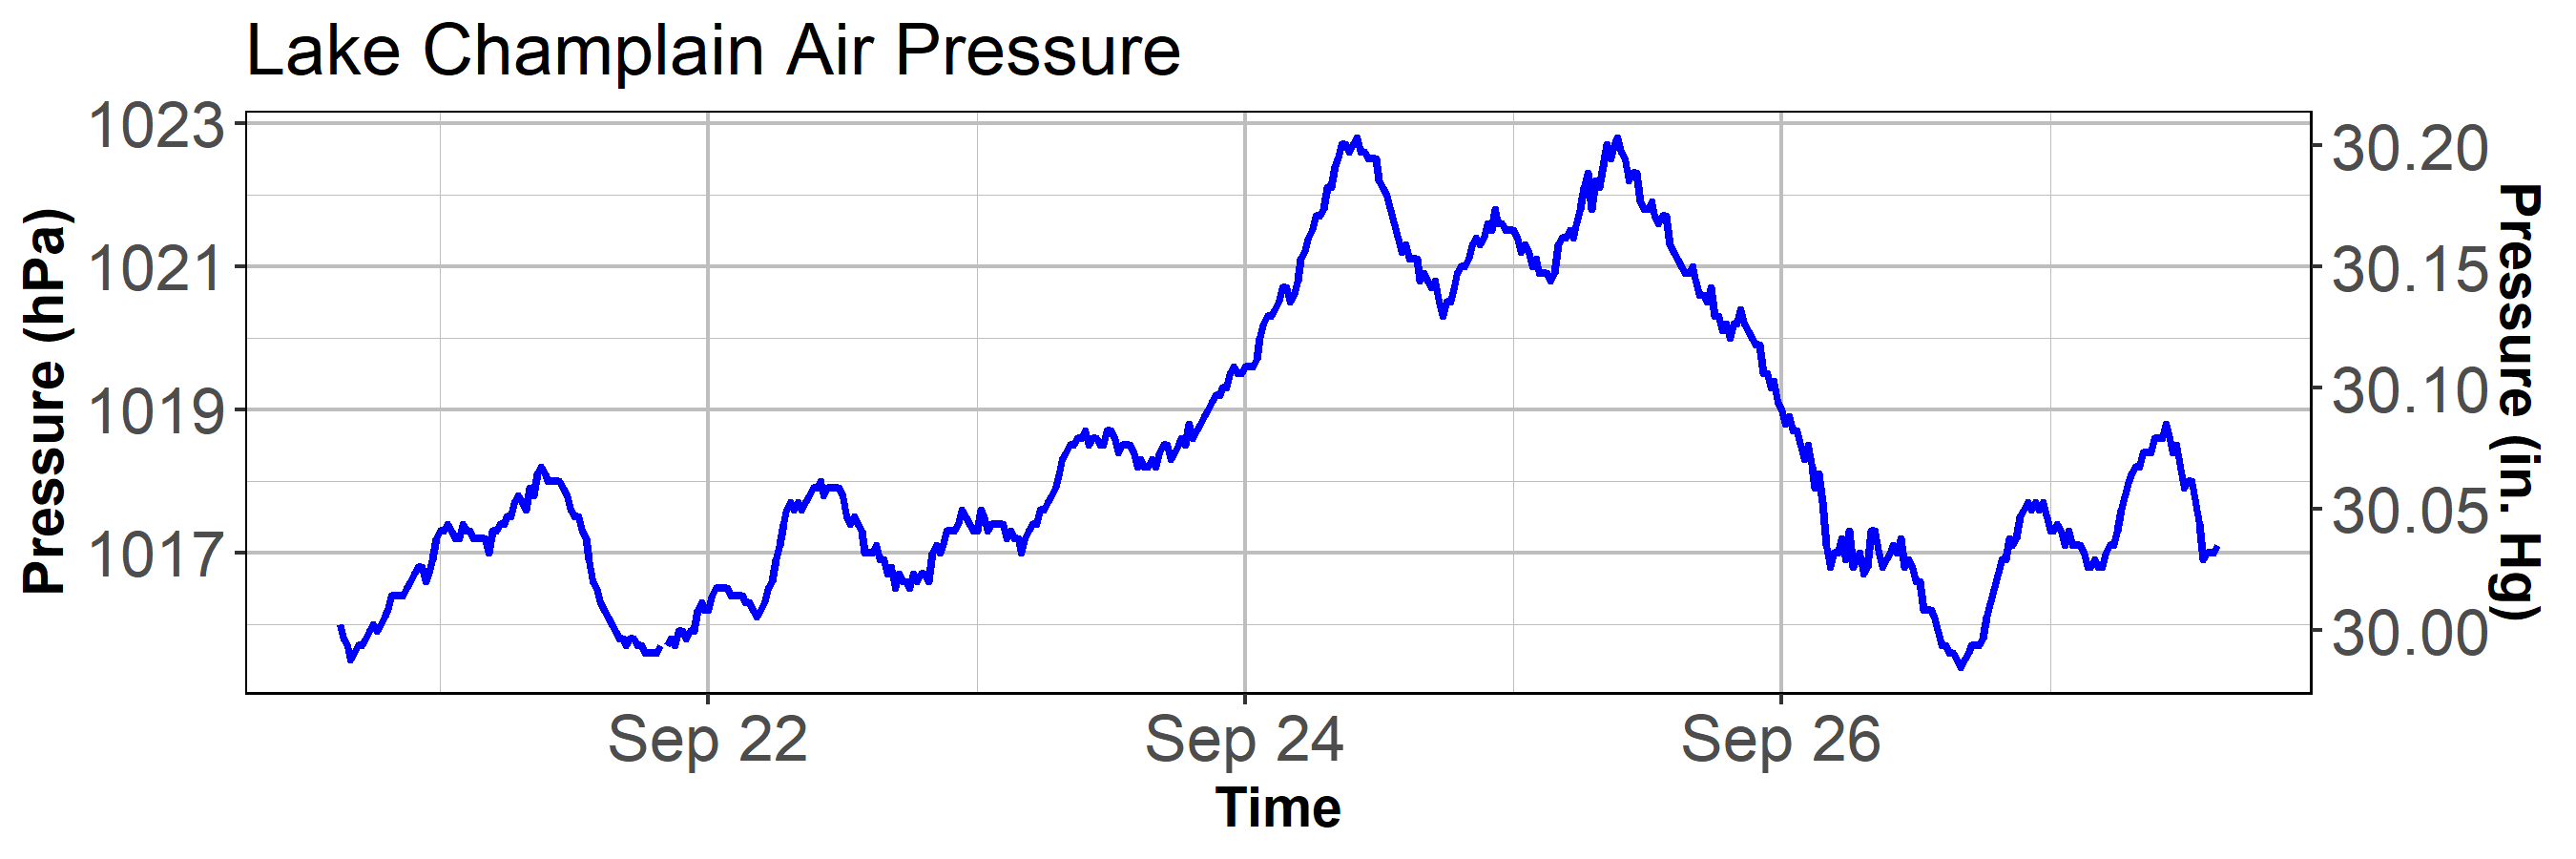 Lake Champlain Air Pressure
1023
1021
1019
1017
Pressure (hPa)
30.20
30.15
30.10
30.05
30.00
Pressure (in. Hg)
Sep 22
Sep 24
Sep 26
Time